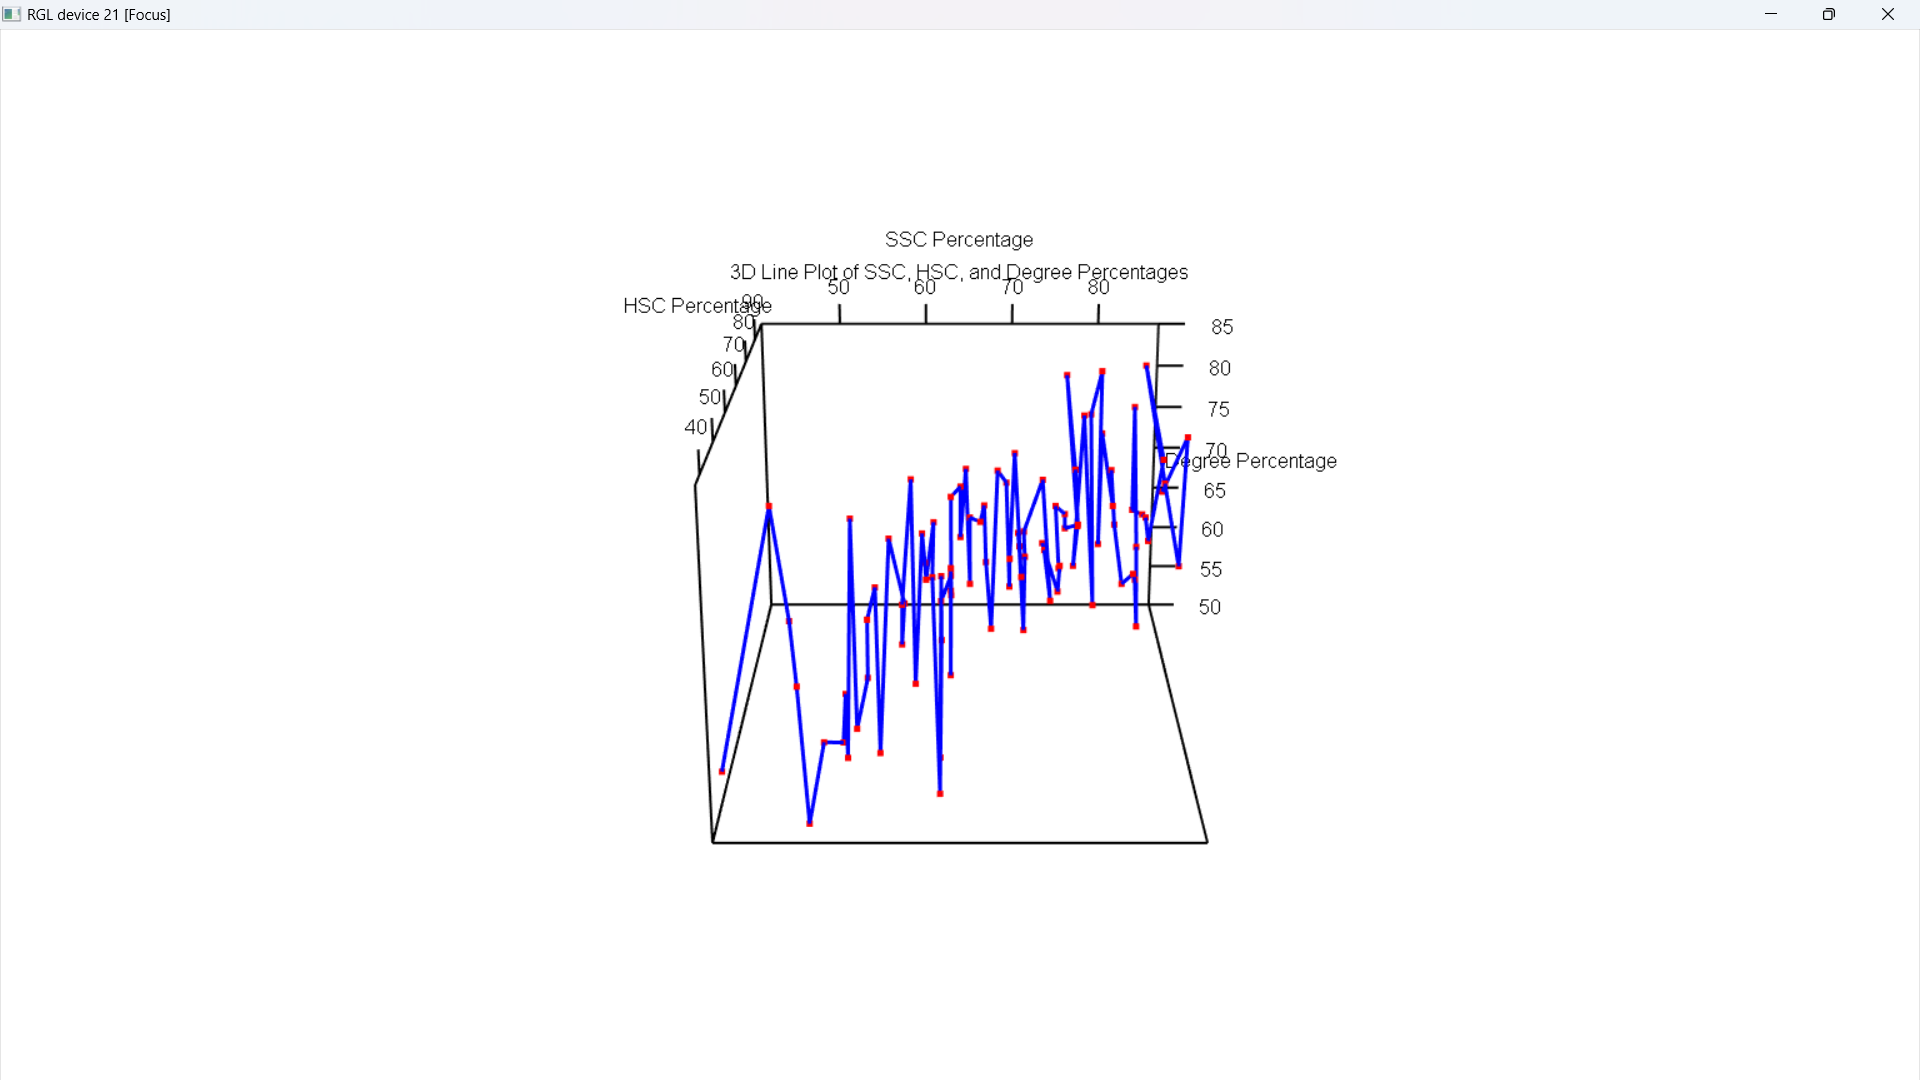 RGL device 21 [Focus]
SSC Percentage
3D Line Plot of SSC, HSC, and Degree Percentages
50 60 70 80
HSC Percentage
90
80
70
60
50
40
85
80
75
70
Degree Percentage
65
60
55
50